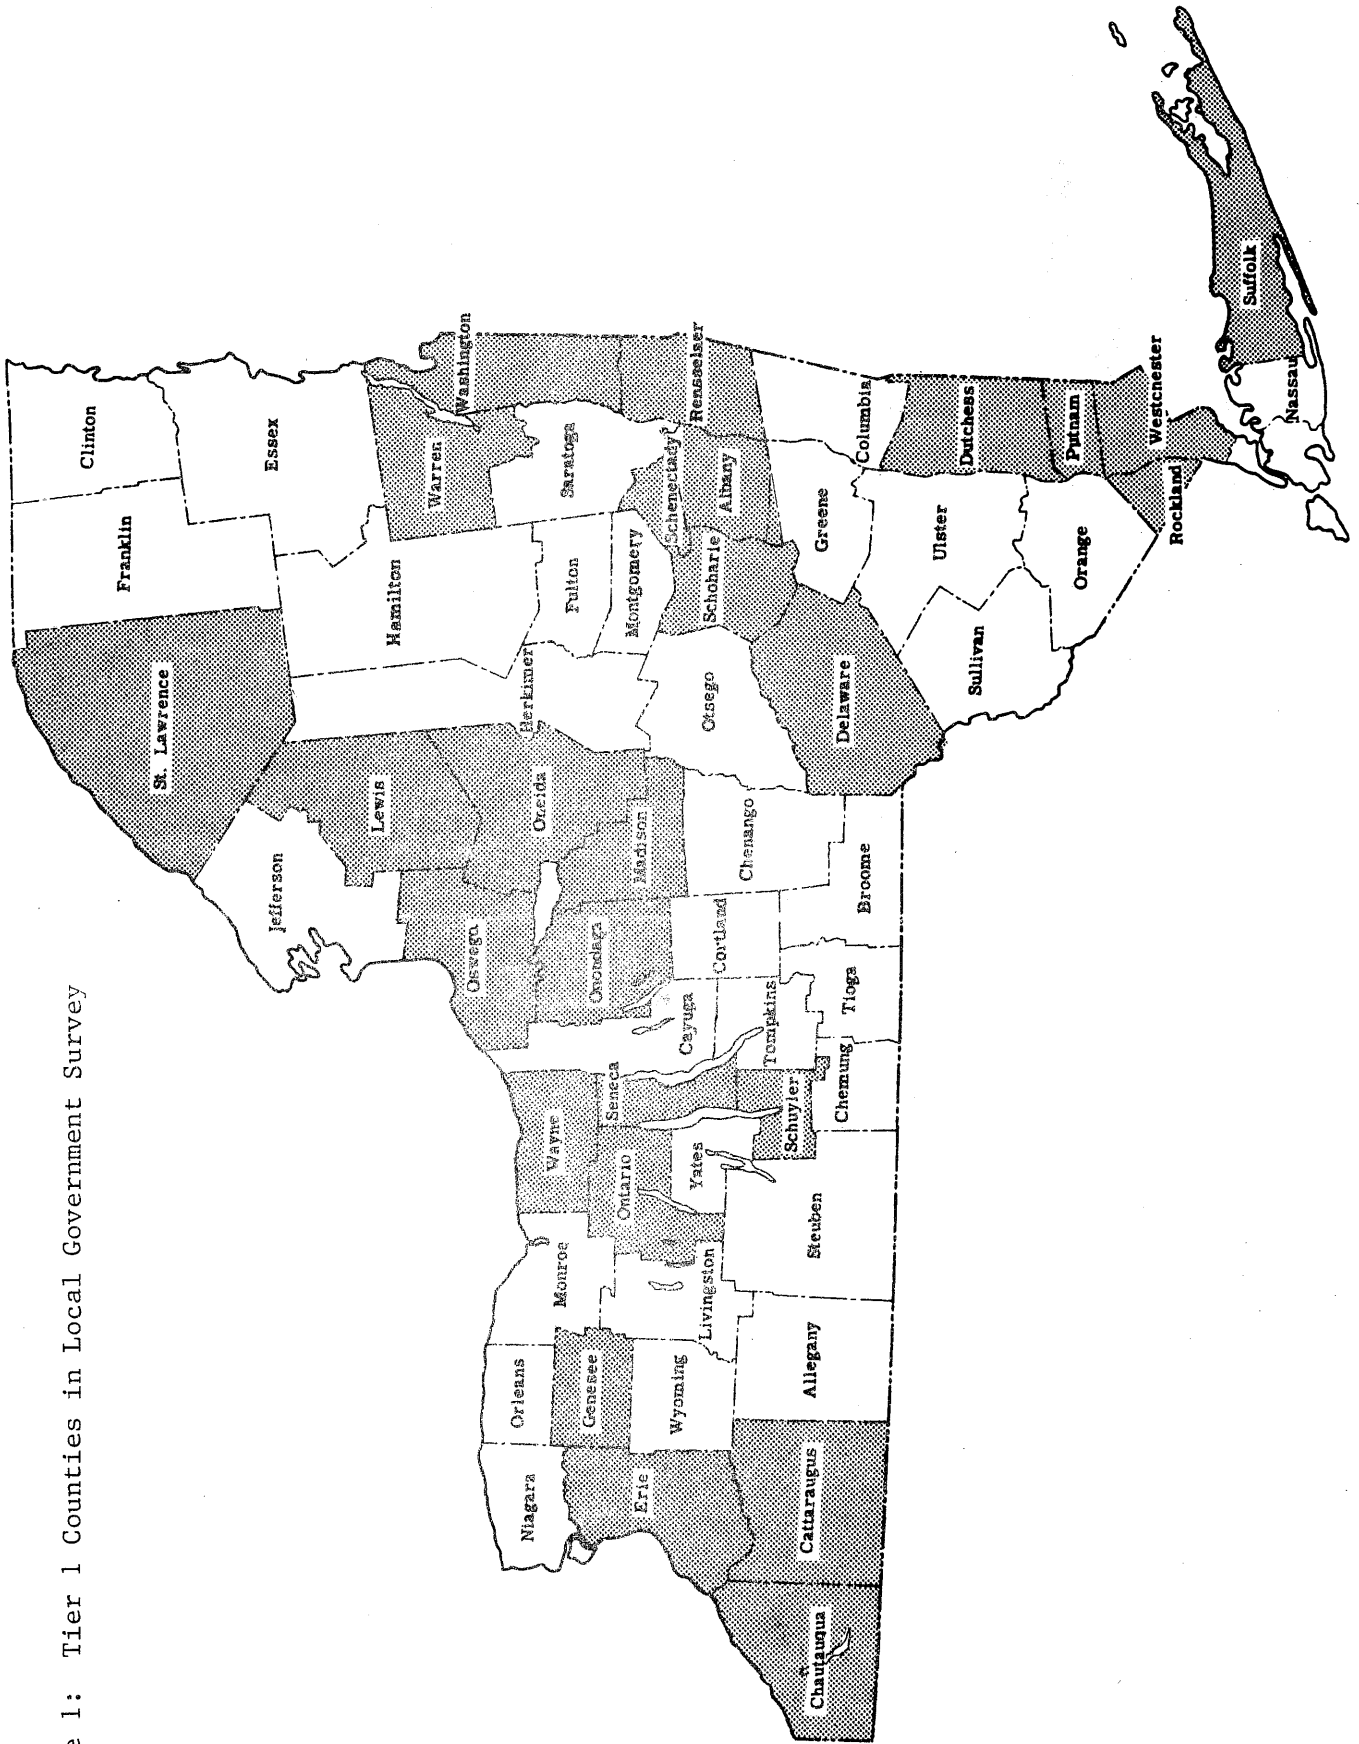 e 1: Tier 1 Counties in Local Government Survey
Clinton
Franklin
Essex
St. Lawrence
Hamilton
Warren
Washington
Jefferson
Lewis
Herkimer
Oswego
Oneida
Fulton
Saratoga
Niagara
Orleans
Monroe
Wayne
Genesee
Erie
Wyoming
Livingston
Ontario
Yates
Seneca
Cayuga
Onondaga
Madison
Montgomery
Schenectady
Rensselaer
Albany
Schoharie
Otsego
Chenango
Cortland
Tompkins
Schuyler
Chautauqua
Cattaraugus
Allegany
Steuben
Chemung
Tioga
Broome
Delaware
Greene
Columbia
Ulster
Dutchess
Sullivan
Orange
Putnam
Westchester
Rockland
Suffolk
Nassau